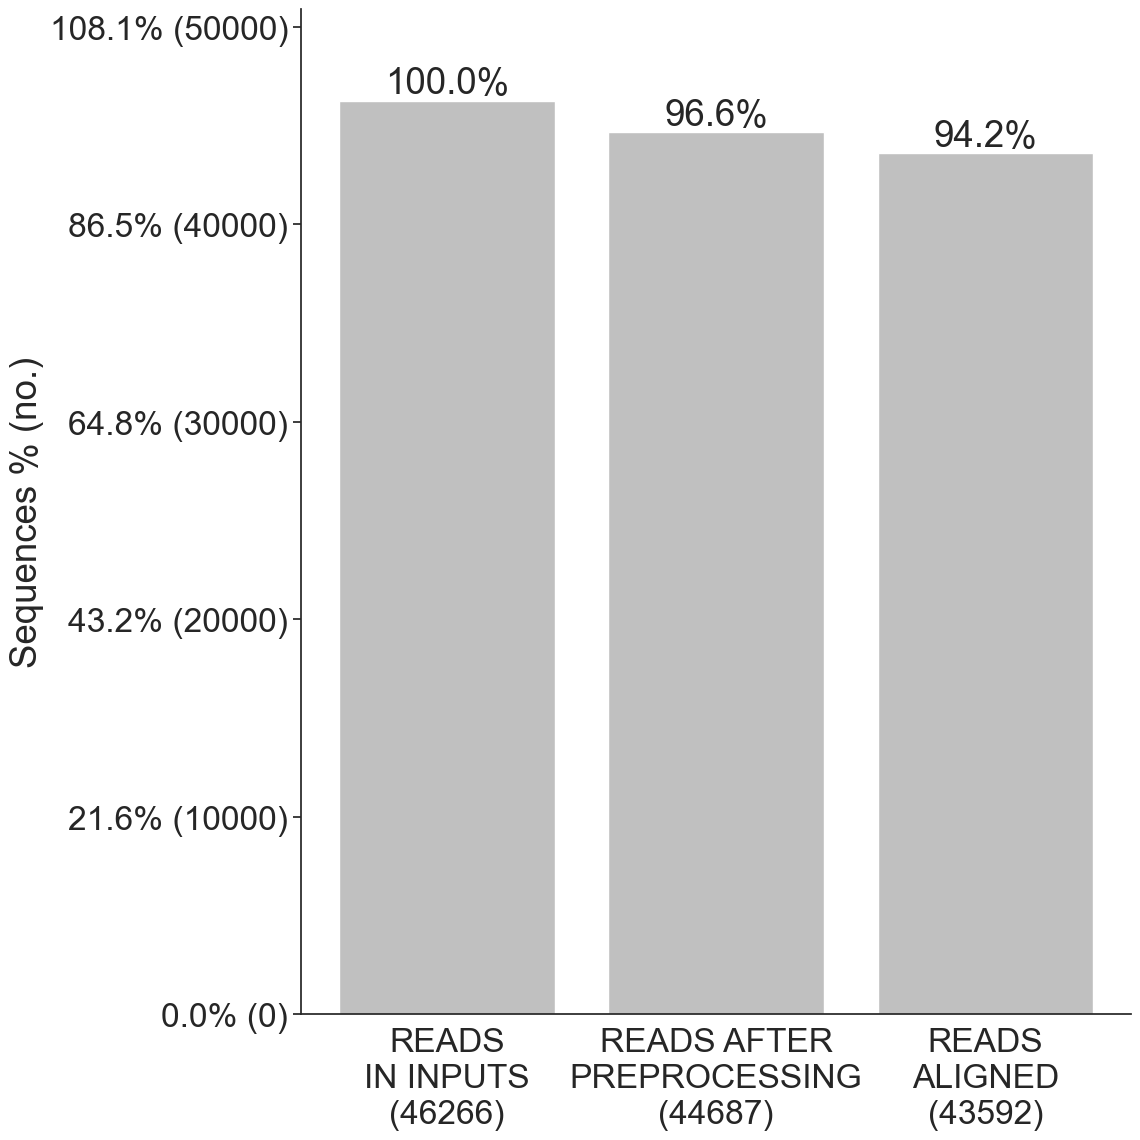 108.1% (50000)
100.0%
96.6%
94.2%
86.5% (40000)
64.8% (30000)
Sequences % (no.)
43.2% (20000)
21.6% (10000)
0.0% (0)
READS
IN INPUTS
(46266)
READS AFTER
PREPROCESSING
(44687)
READS
ALIGNED
(43592)